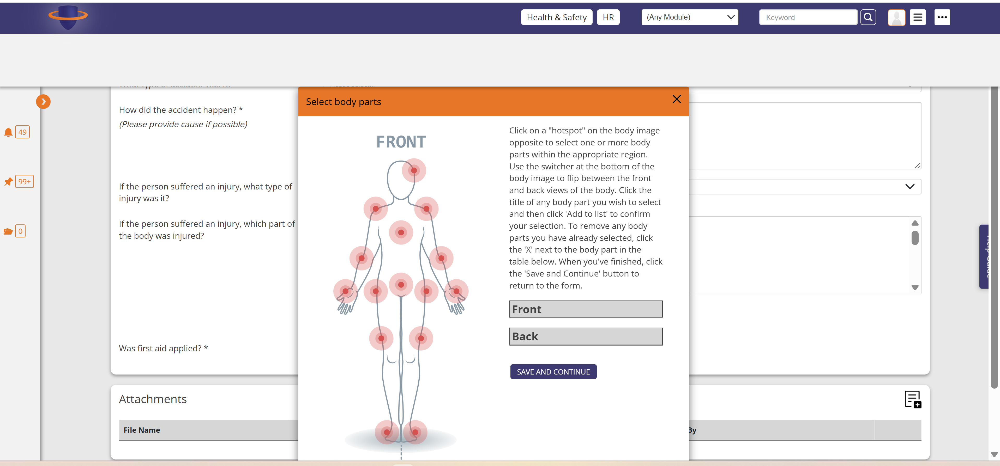 Health & Safety
HR
(Any Module)
Keyword
What type of accident was it?
Please select...
How did the accident happen? *
(Please provide cause if possible)
49
99+
0
If the person suffered an injury, what type of
injury was it?
If the person suffered an injury, which part of
the body was injured?
Was first aid applied? *
Select body parts
FRONT
Click on a "hotspot" on the body image
opposite to select one or more body
parts within the appropriate region.
Use the switcher at the bottom of the
body image to flip between the front
and back views of the body. Click the
title of any body part you wish to select
and then click 'Add to list' to confirm
your selection. To remove any body
parts you have already selected, click
the 'X' next to the body part in the
table below. When you've finished, click
the 'Save and Continue' button to
return to the form.
Front
Back
SAVE AND CONTINUE
Attachments
File Name
By